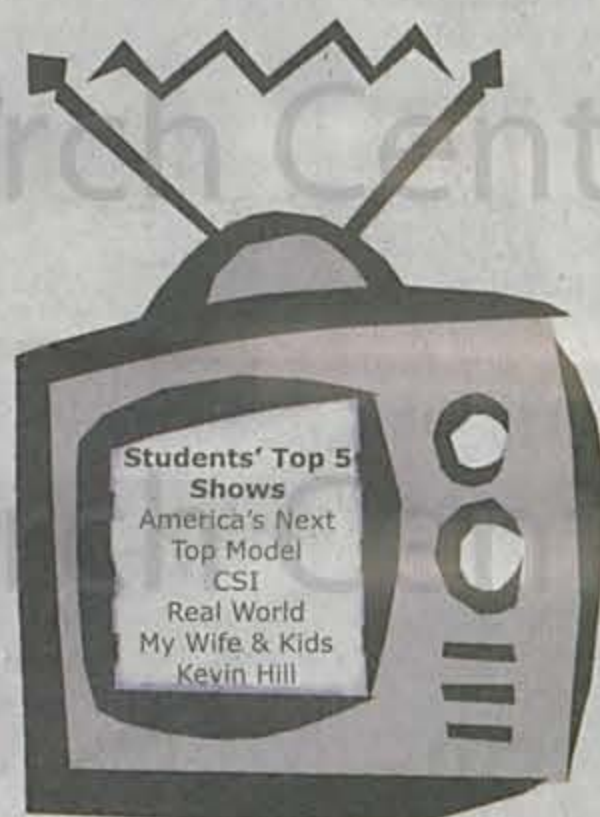 Students' Top 5
Shows
America's Next
Top Model
CSI
Real World
My Wife & Kids
Kevin Hill